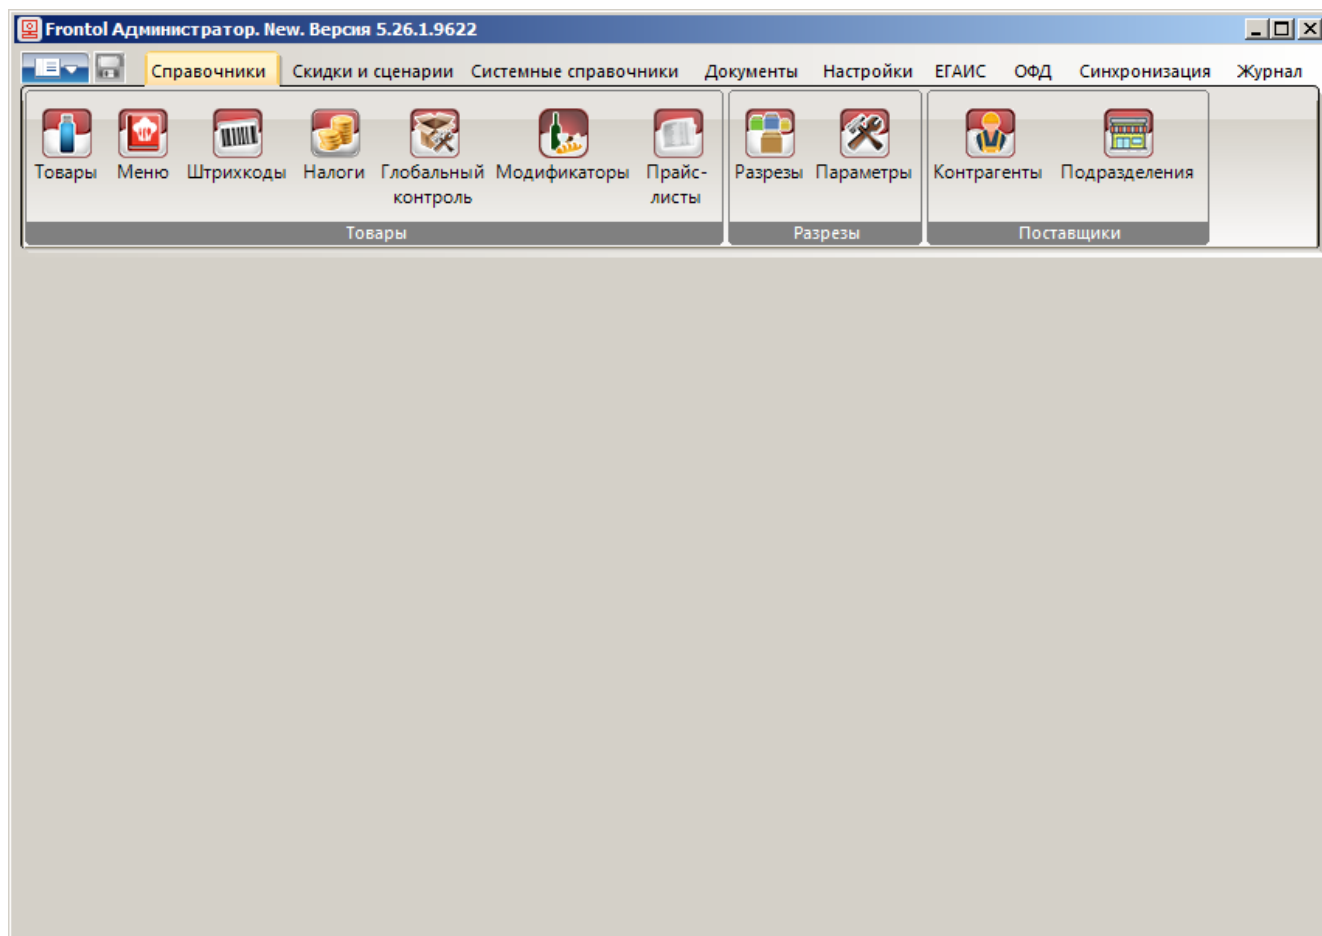 Frontol Администратор. New. Версия 5.26.1.9622
Справочники Скидки и сценарии Системные справочники Документы Настройки ЕГАИС ОФД Синхронизация Журнал
Товары Меню Штрихкоды Налоги Глобальный контроль Модификаторы Прайс-листы Разрезы Параметры Контрагенты Подразделения
Товары Разрезы Поставщики